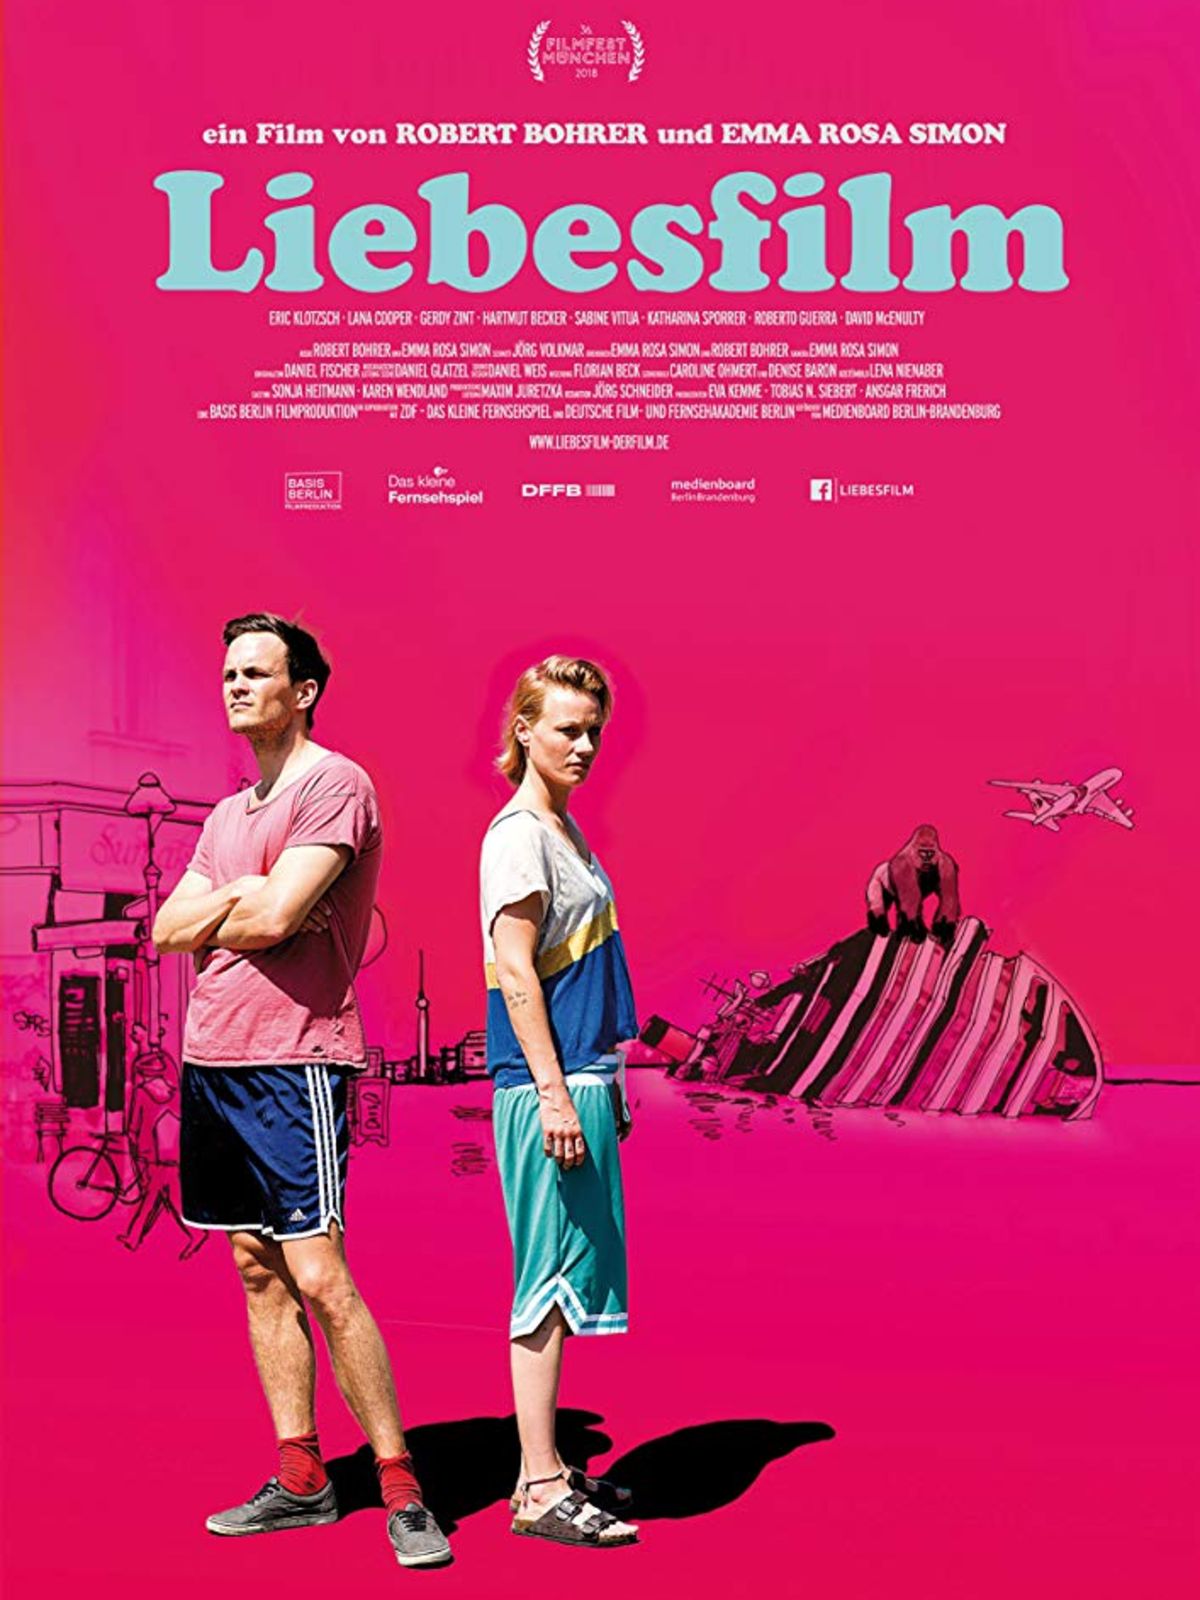 36.
FILMFEST
MÜNCHEN
2018
ein Film von ROBERT BOHRER und EMMA ROSA SIMON
Liebesfilm
ERIC KLOTZSCH · LANA COOPER · GERDY ZINT · HARTMUT BECKER · SABINE VITUA · KATHARINA SPORRER · ROBERTO GUERRA · DAVID McENULTY
ROBERT BOHRER EMMA ROSA SIMON JÖRG VOLKMAR EMMA ROSA SIMON ROBERT BOHRER EMMA ROSA SIMON
DANIEL FISCHER DANIEL GLATZEL DANIEL WEIS FLORIAN BECK CAROLINE OHMERT DENISE BARON LENA NIENABER
SONJA HEITMANN · KAREN WENDLAND MAXIM JURETZKA JÖRG SCHNEIDER EVA KEMME · TOBIAS N. SIEBERT · ANSGAR FRERICH
BASIS BERLIN FILMPRODUKTION ZDF - DAS KLEINE FERNSEHSPIEL DEUTSCHE FILM- UND FERNSEHAKADEMIE BERLIN MEDIENBOARD BERLIN-BRANDENBURG
WWW.LIEBESFILM-DERFILM.DE
BASIS
BERLIN
FILMPRODUKTION
Das kleine
Fernsehspiel
DFFB
medienboard
BerlinBrandenburg
f LIEBESFILM
adidas